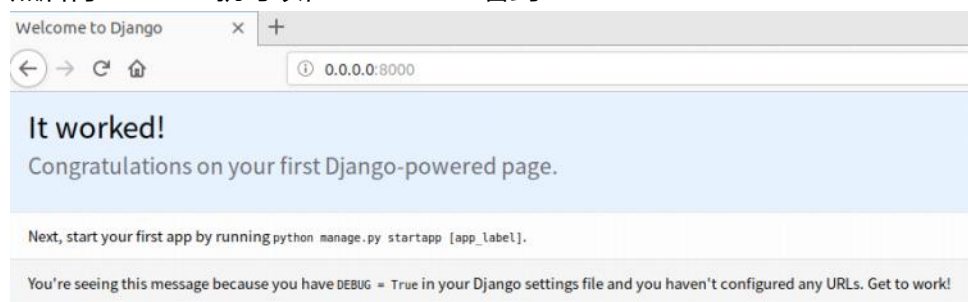 Welcome to Django
0.0.0.0:8000
It worked!
Congratulations on your first Django-powered page.
Next, start your first app by running python manage.py startapp [app_label].
You're seeing this message because you have DEBUG = True in your Django settings file and you haven't configured any URLs. Get to work!